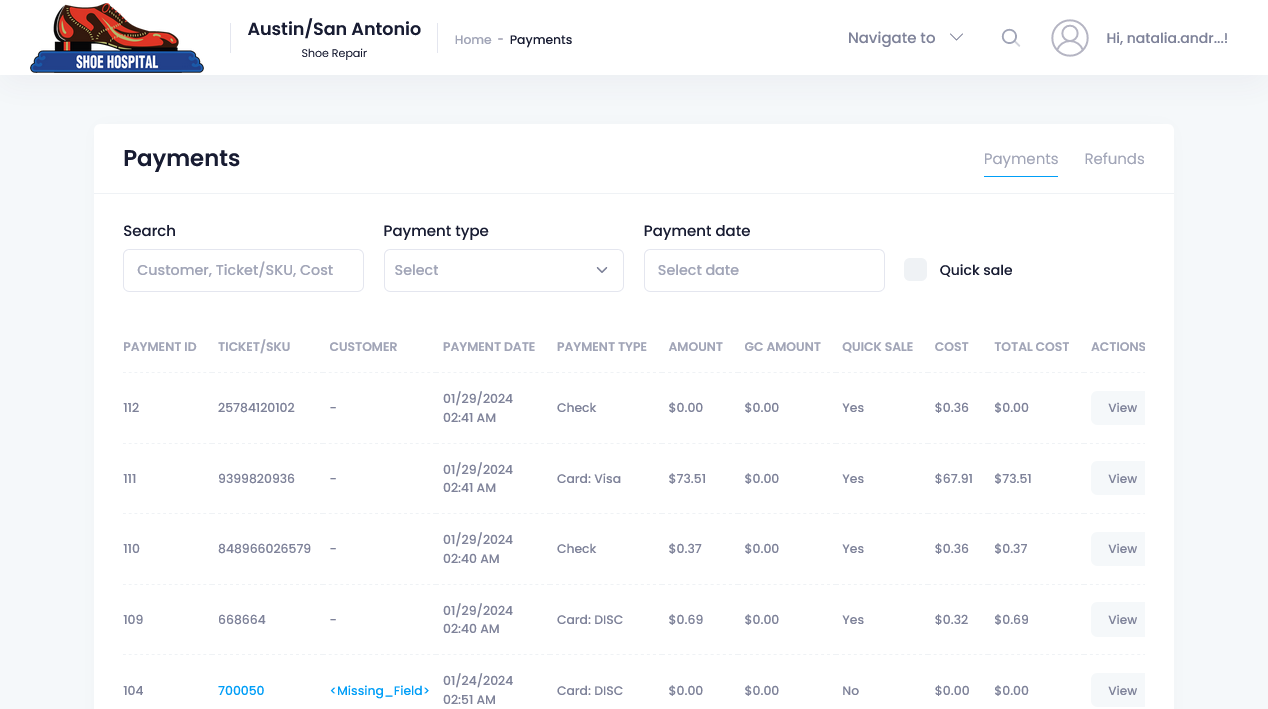 SHOE HOSPITAL
Austin/San Antonio
Shoe Repair
Home - Payments
Navigate to
Hi, natalia.andr...!
Payments
Payments Refunds
Search Payment type Payment date
Customer, Ticket/SKU, Cost Select Select date Quick sale
PAYMENT ID TICKET/SKU CUSTOMER PAYMENT DATE PAYMENT TYPE AMOUNT GC AMOUNT QUICK SALE COST TOTAL COST ACTIONS
112 25784120102 - 01/29/2024 02:41 AM Check $0.00 $0.00 Yes $0.36 $0.00 View
111 9399820936 - 01/29/2024 02:41 AM Card: Visa $73.51 $0.00 Yes $67.91 $73.51 View
110 848966026579 - 01/29/2024 02:40 AM Check $0.37 $0.00 Yes $0.36 $0.37 View
109 668664 - 01/29/2024 02:40 AM Card: DISC $0.69 $0.00 Yes $0.32 $0.69 View
104 700050 <Missing_Field> 01/24/2024 02:51 AM Card: DISC $0.00 $0.00 No $0.00 $0.00 View